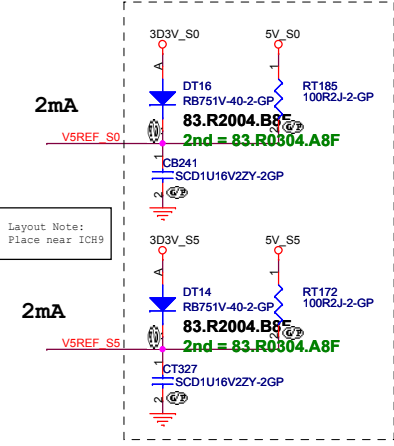 3D3V_S0 5V_S0
A 1
DT16
RB751V-40-2-GP
RT185
100R2J-2-GP
2mA
83.R2004.B8F
G/P
V5REF_S0
2nd = 83.R0304.A8F
1
CB241
SCD1U16V2ZY-2GP
2 G/P
Layout Note:
Place near ICH9
3D3V_S5 5V_S5
A 1
DT14
RB751V-40-2-GP
RT172
100R2J-2-GP
2mA
83.R2004.B8F
G/P
V5REF_S5
2nd = 83.R0304.A8F
1
CT327
SCD1U16V2ZY-2GP
2 G/P